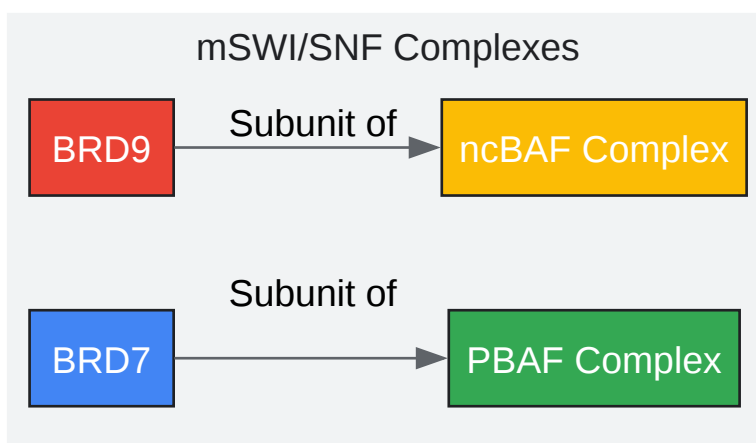 mSWI/SNF Complexes
Subunit of
BRD9
ncBAF Complex
Subunit of
BRD7
PBAF Complex